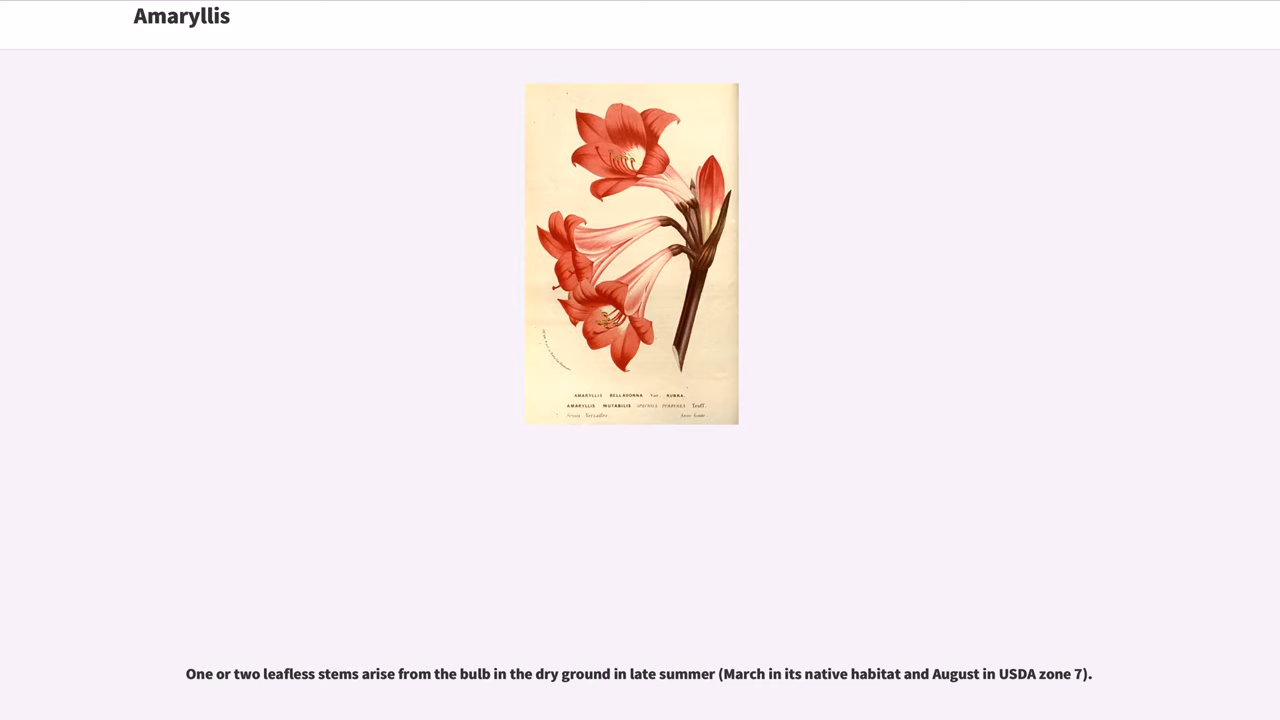 Amaryllis
AMARYLLIS BELLADONNA Var. RUBRA.
AMARYLLIS MUTABILIS
One or two leafless stems arise from the bulb in the dry ground in late summer (March in its native habitat and August in USDA zone 7).